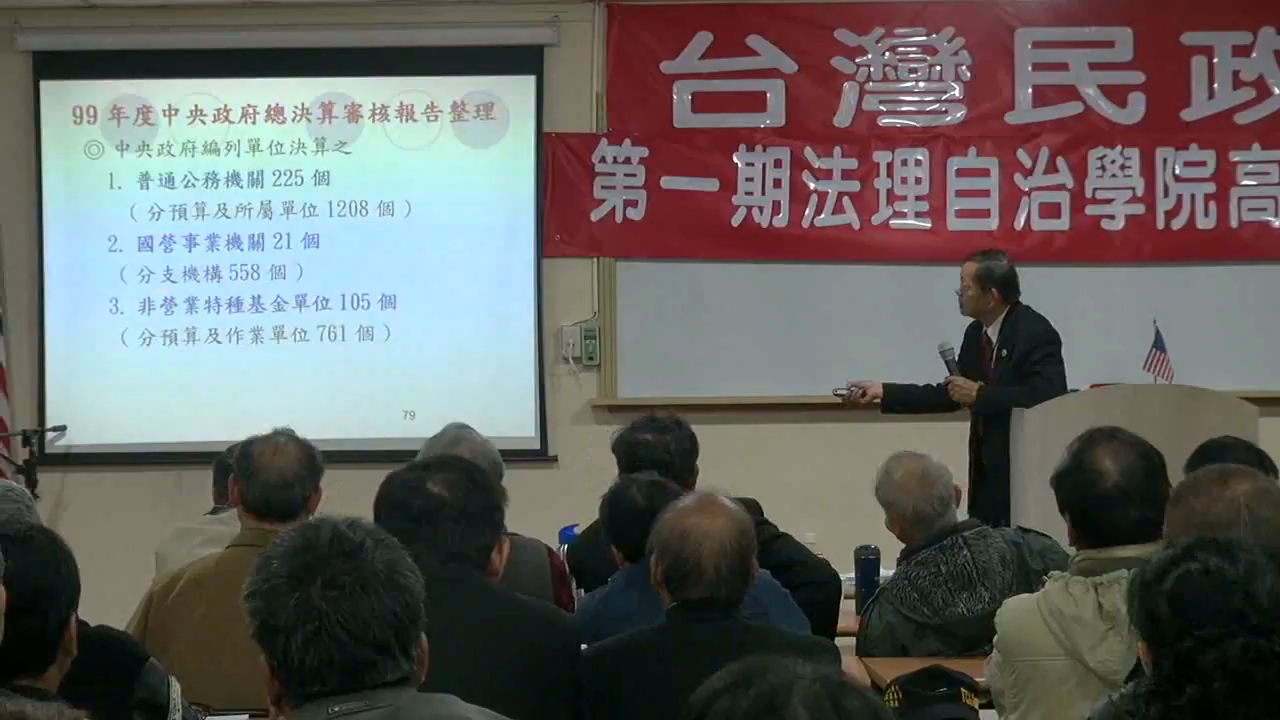 台灣民政
第一期法理自治學院高
99 年度中央政府總決算審核報告整理
◎ 中央政府編列單位決算之
1. 普通公務機關 225 個
( 分預算及所屬單位 1208 個 )
2. 國營事業機關 21 個
( 分支機構 558 個 )
3. 非營業特種基金單位 105 個
( 分預算及作業單位 761 個 )
79